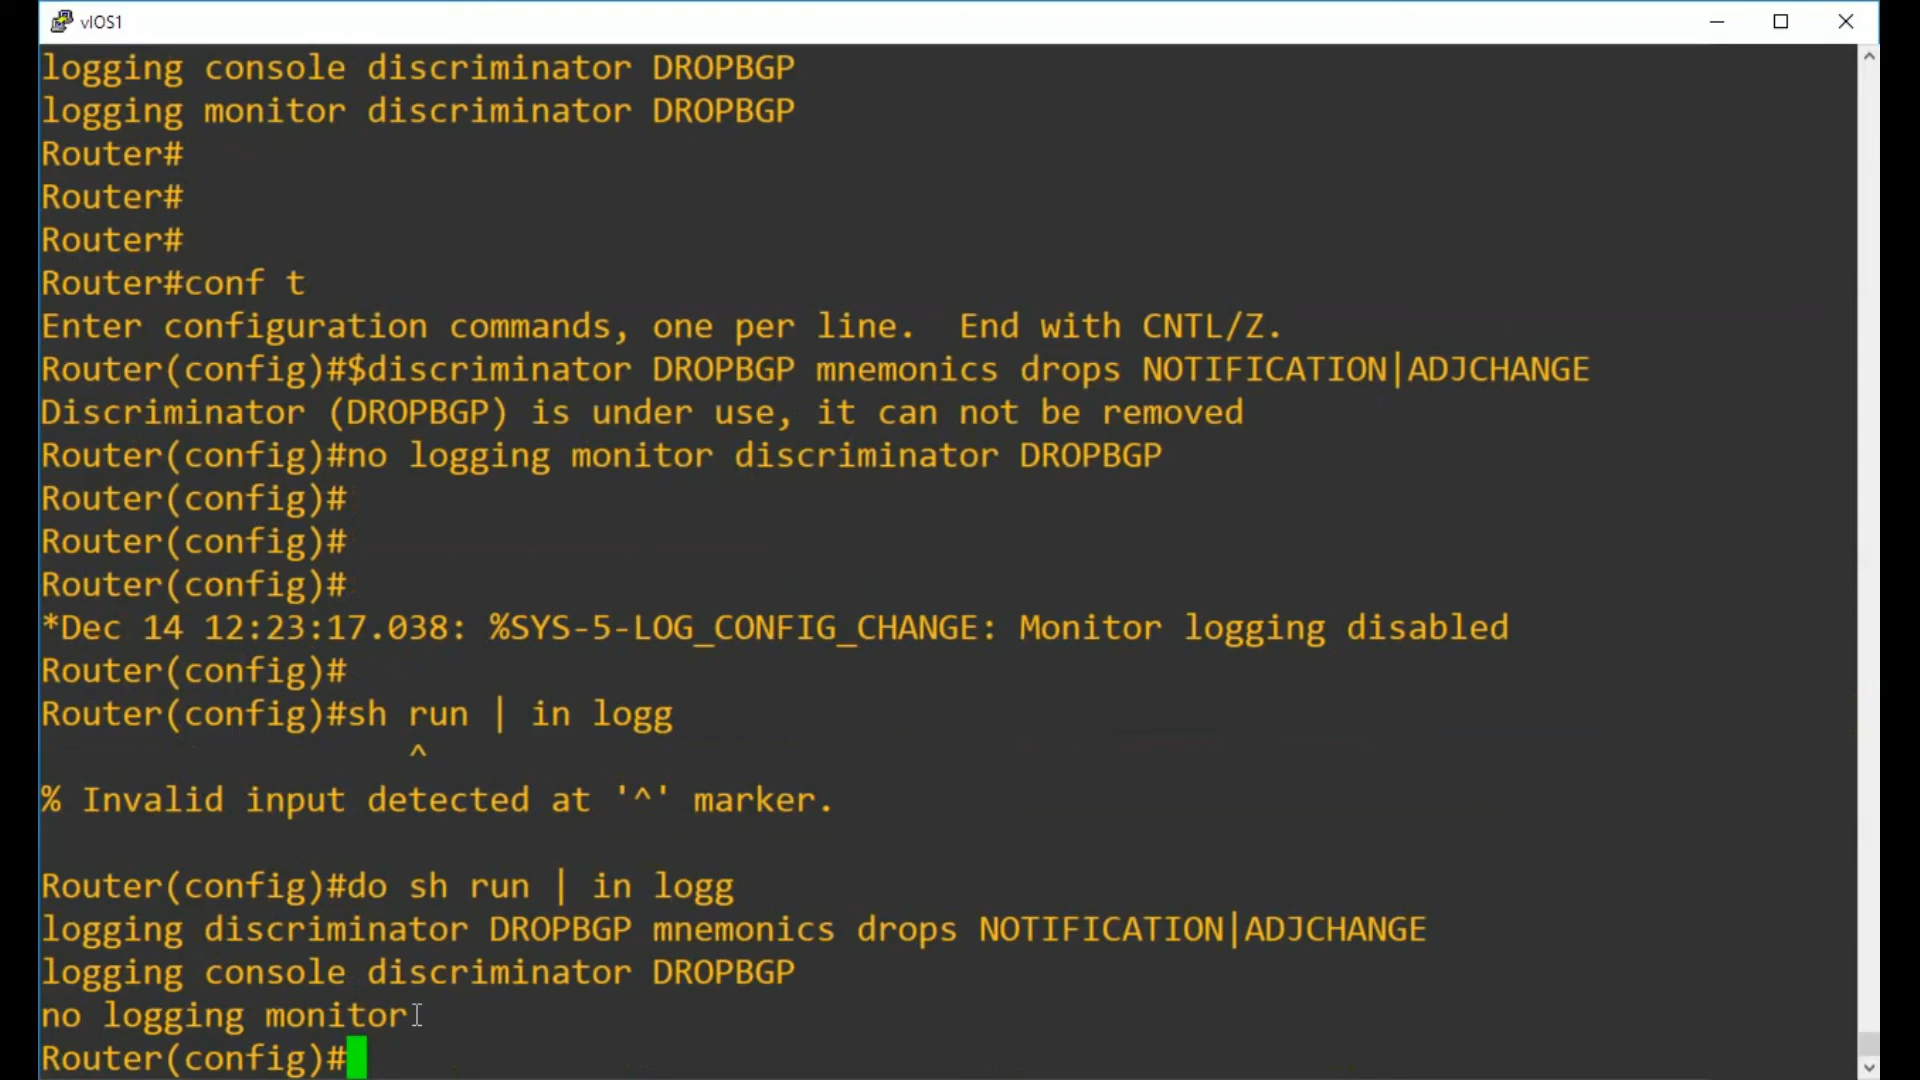 vIOS1
logging console discriminator DROPBGP
logging monitor discriminator DROPBGP
Router#
Router#
Router#
Router#conf t
Enter configuration commands, one per line.  End with CNTL/Z.
Router(config)#$discriminator DROPBGP mnemonics drops NOTIFICATION|ADJCHANGE
Discriminator (DROPBGP) is under use, it can not be removed
Router(config)#no logging monitor discriminator DROPBGP
Router(config)#
Router(config)#
Router(config)#
*Dec 14 12:23:17.038: %SYS-5-LOG_CONFIG_CHANGE: Monitor logging disabled
Router(config)#
Router(config)#sh run | in logg
^
% Invalid input detected at '^' marker.
Router(config)#do sh run | in logg
logging discriminator DROPBGP mnemonics drops NOTIFICATION|ADJCHANGE
logging console discriminator DROPBGP
no logging monitor
Router(config)#